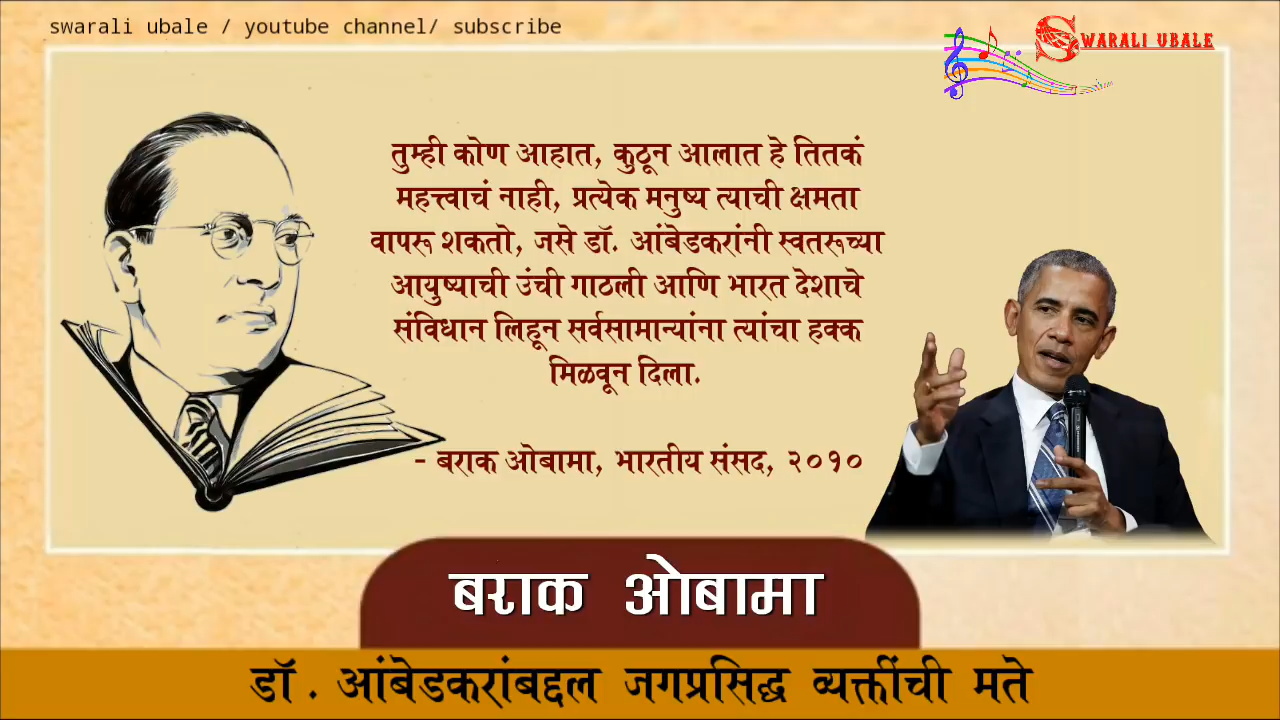 swarali ubale / youtube channel/ subscribe
SWARALI UBALE
तुम्ही कोण आहात, कुठून आलात हे तितकं
महत्त्वाचं नाही, प्रत्येक मनुष्य त्याची क्षमता
वापरू शकतो, जसे डॉ. आंबेडकरांनी स्वतरूच्या
आयुष्याची उंची गाठली आणि भारत देशाचे
संविधान लिहून सर्वसामान्यांना त्यांचा हक्क
मिळवून दिला.
- बराक ओबामा, भारतीय संसद, २०१०
बराक ओबामा
डॉ. आंबेडकरांबद्दल जगप्रसिद्ध व्यक्तींची मते